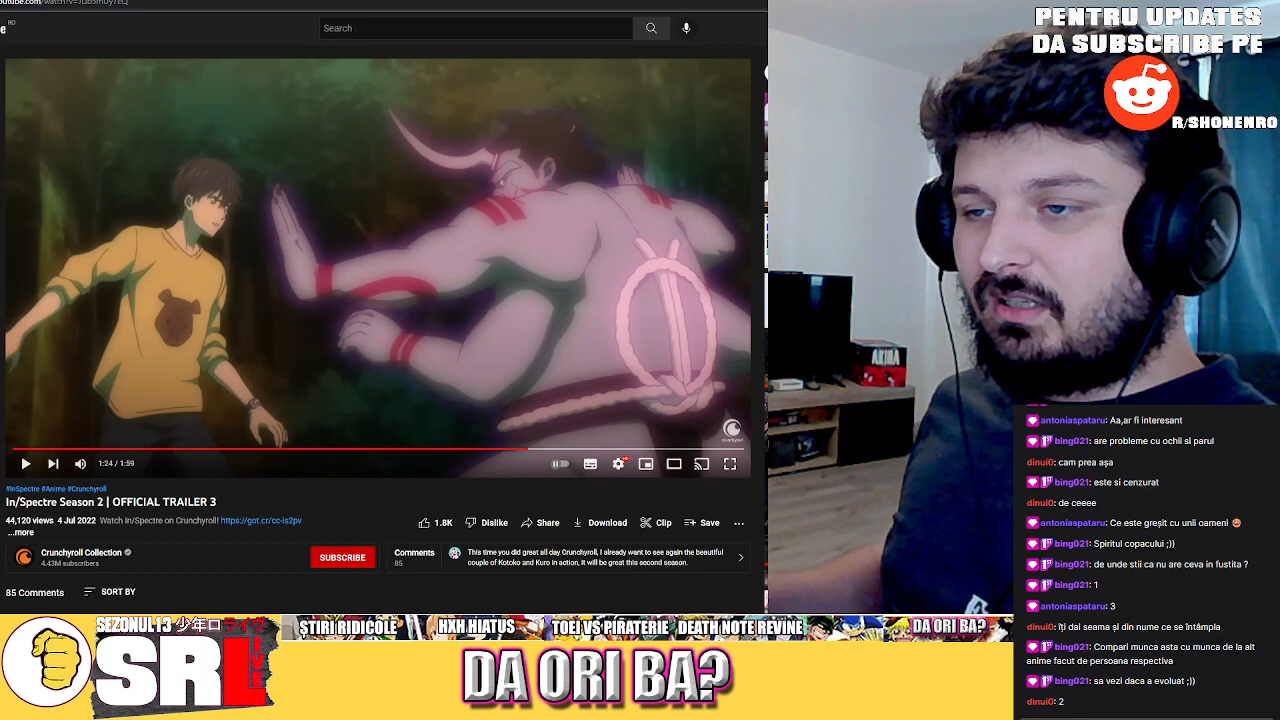 Search
crunchyroll
1:24 / 1:59
#InSpectre #Anime #Crunchyroll
In/Spectre Season 2 | OFFICIAL TRAILER 3
44,120 views 4 Jul 2022 Watch In/Spectre on Crunchyroll! https://got.cr/cc-is2pv
...more
1.8K Dislike Share Download Clip Save
Crunchyroll Collection
4.43M subscribers
SUBSCRIBE
Comments
85
This time you did great all day Crunchyroll, I already want to see again the beautiful
couple of Kotoko and Kuro in action, it will be great this second season.
85 Comments SORT BY
PENTRU UPDATES
DA SUBSCRIBE PE
R/SHONENRO
AKIRA
antoniaspataru: Aa,ar fi interesant
bing021: are probleme cu ochii si parul
dinui0: cam prea așa
bing021: este si cenzurat
dinui0: de ceeee
antoniaspataru: Ce este greșit cu unii oameni
bing021: Spiritul copacului ;))
bing021: de unde stii ca nu are ceva in fustita ?
bing021: 1
antoniaspataru: 3
dinui0: îți dai seama și din nume ce se întâmpla
bing021: Compari munca asta cu munca de la alt
anime facut de persoana respectiva
bing021: sa vezi daca a evoluat ;))
dinui0: 2
SEZONUL 13 少年ロライヴ
SRL
LIVE
ȘTIRI RIDICOLE HXH HIATUS TOEI VS PIRATERIE DEATH NOTE REVINE DA ORI BA?
DA ORI BA?